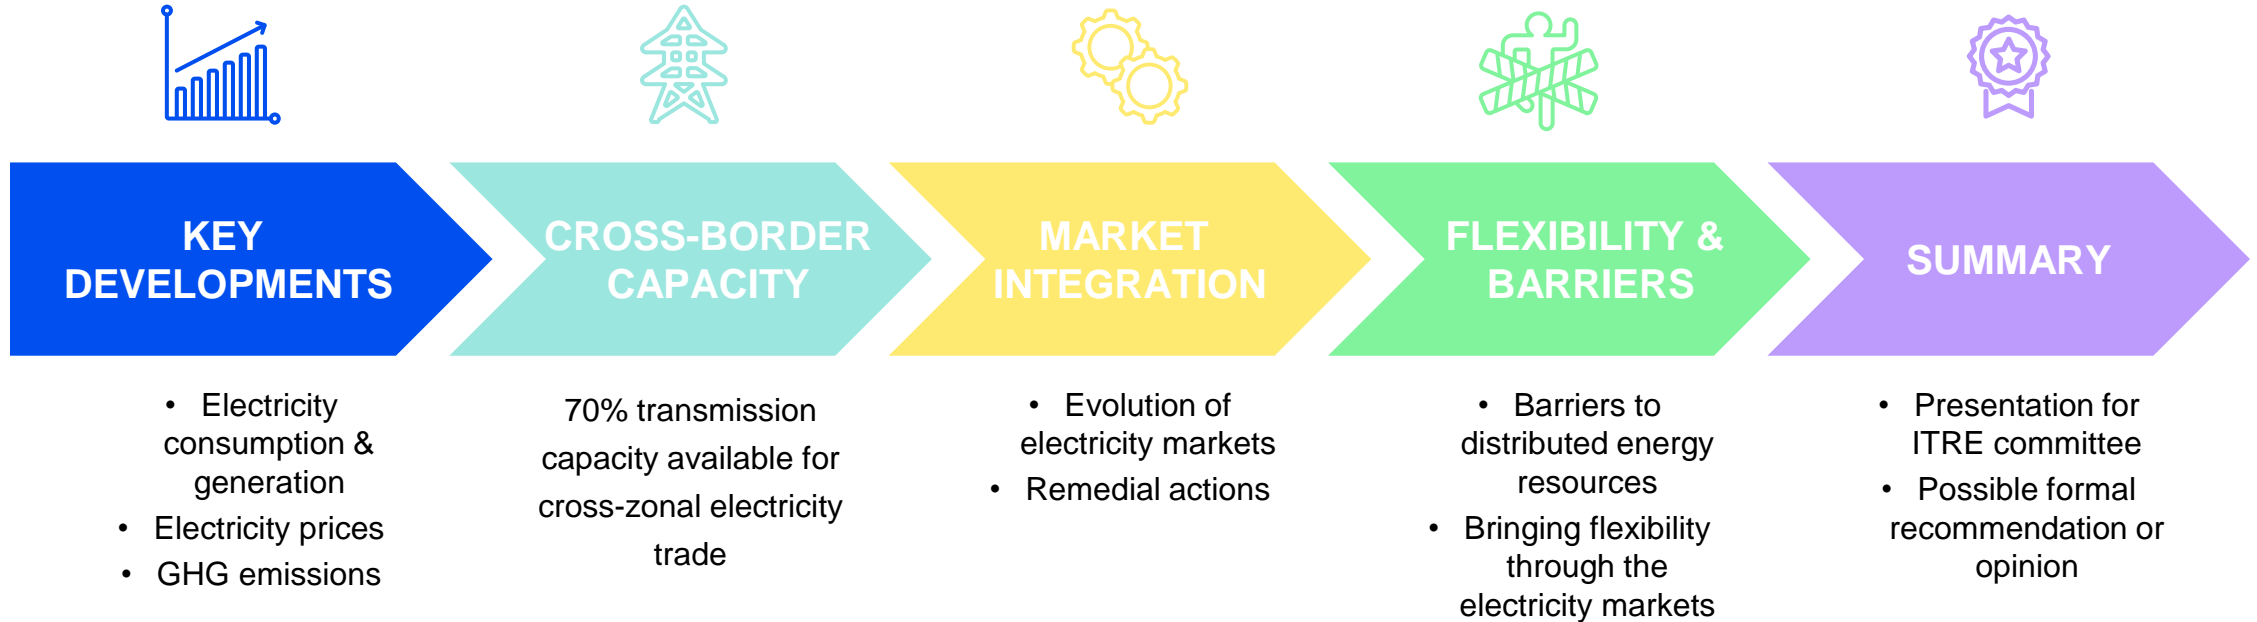 KEY
DEVELOPMENTS
CROSS-BORDER
CAPACITY
MARKET
INTEGRATION
FLEXIBILITY &
BARRIERS
SUMMARY
• Electricity
consumption &
generation
• Electricity prices
• GHG emissions
70% transmission
capacity available for
cross-zonal electricity
trade
• Evolution of
electricity markets
• Remedial actions
• Barriers to
distributed energy
resources
• Bringing flexibility
through the
electricity markets
• Presentation for
ITRE committee
• Possible formal
recommendation or
opinion